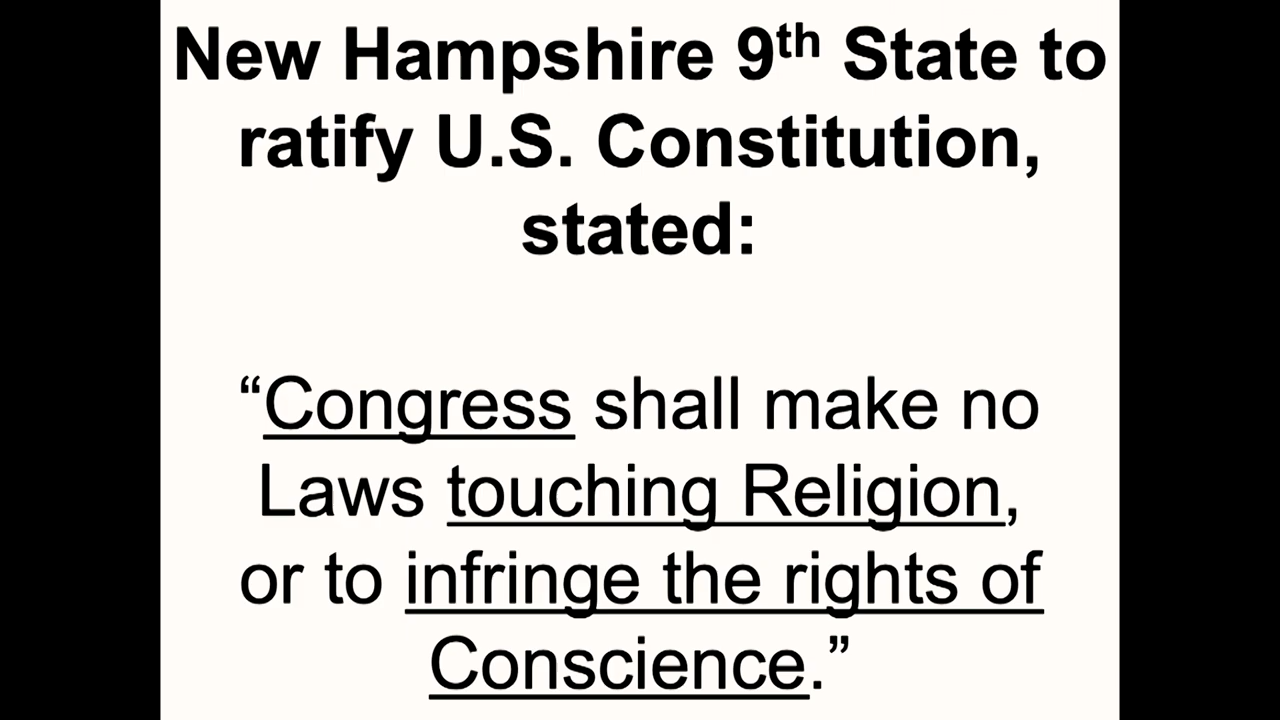 New Hampshire 9th State to
ratify U.S. Constitution,
stated:
“Congress shall make no
Laws touching Religion,
or to infringe the rights of
Conscience.”